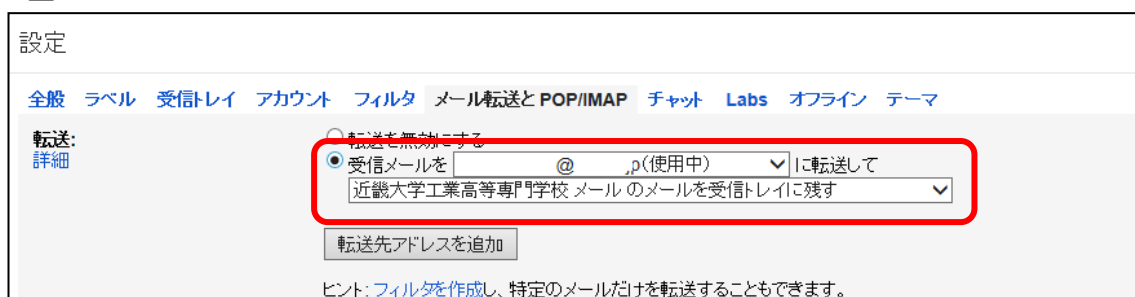 設定
全般 ラベル 受信トレイ アカウント フィルタ メール転送と POP/IMAP チャット Labs オフライン テーマ
転送: 転送を無効にする
詳細 受信メールを @ .p(使用中) に転送して
近畿大学工業高等専門学校 メール のメールを受信トレイに残す
転送先アドレスを追加
ヒント: フィルタを作成し、特定のメールだけを転送することもできます。